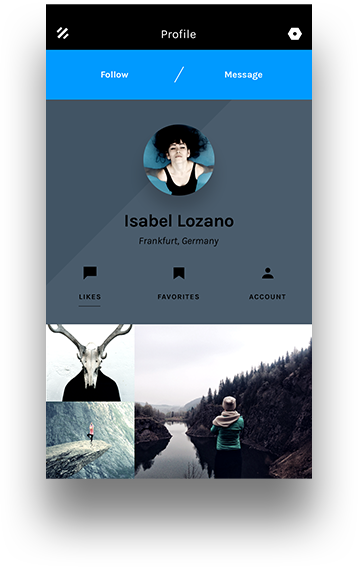 Profile
Follow
Message
Isabel Lozano
Frankfurt, Germany
LIKES
FAVORITES
ACCOUNT